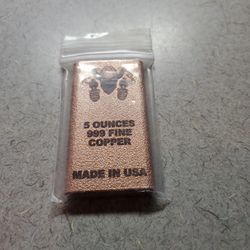 5 OUNCES
999 FINE
COPPER
MADE IN USA